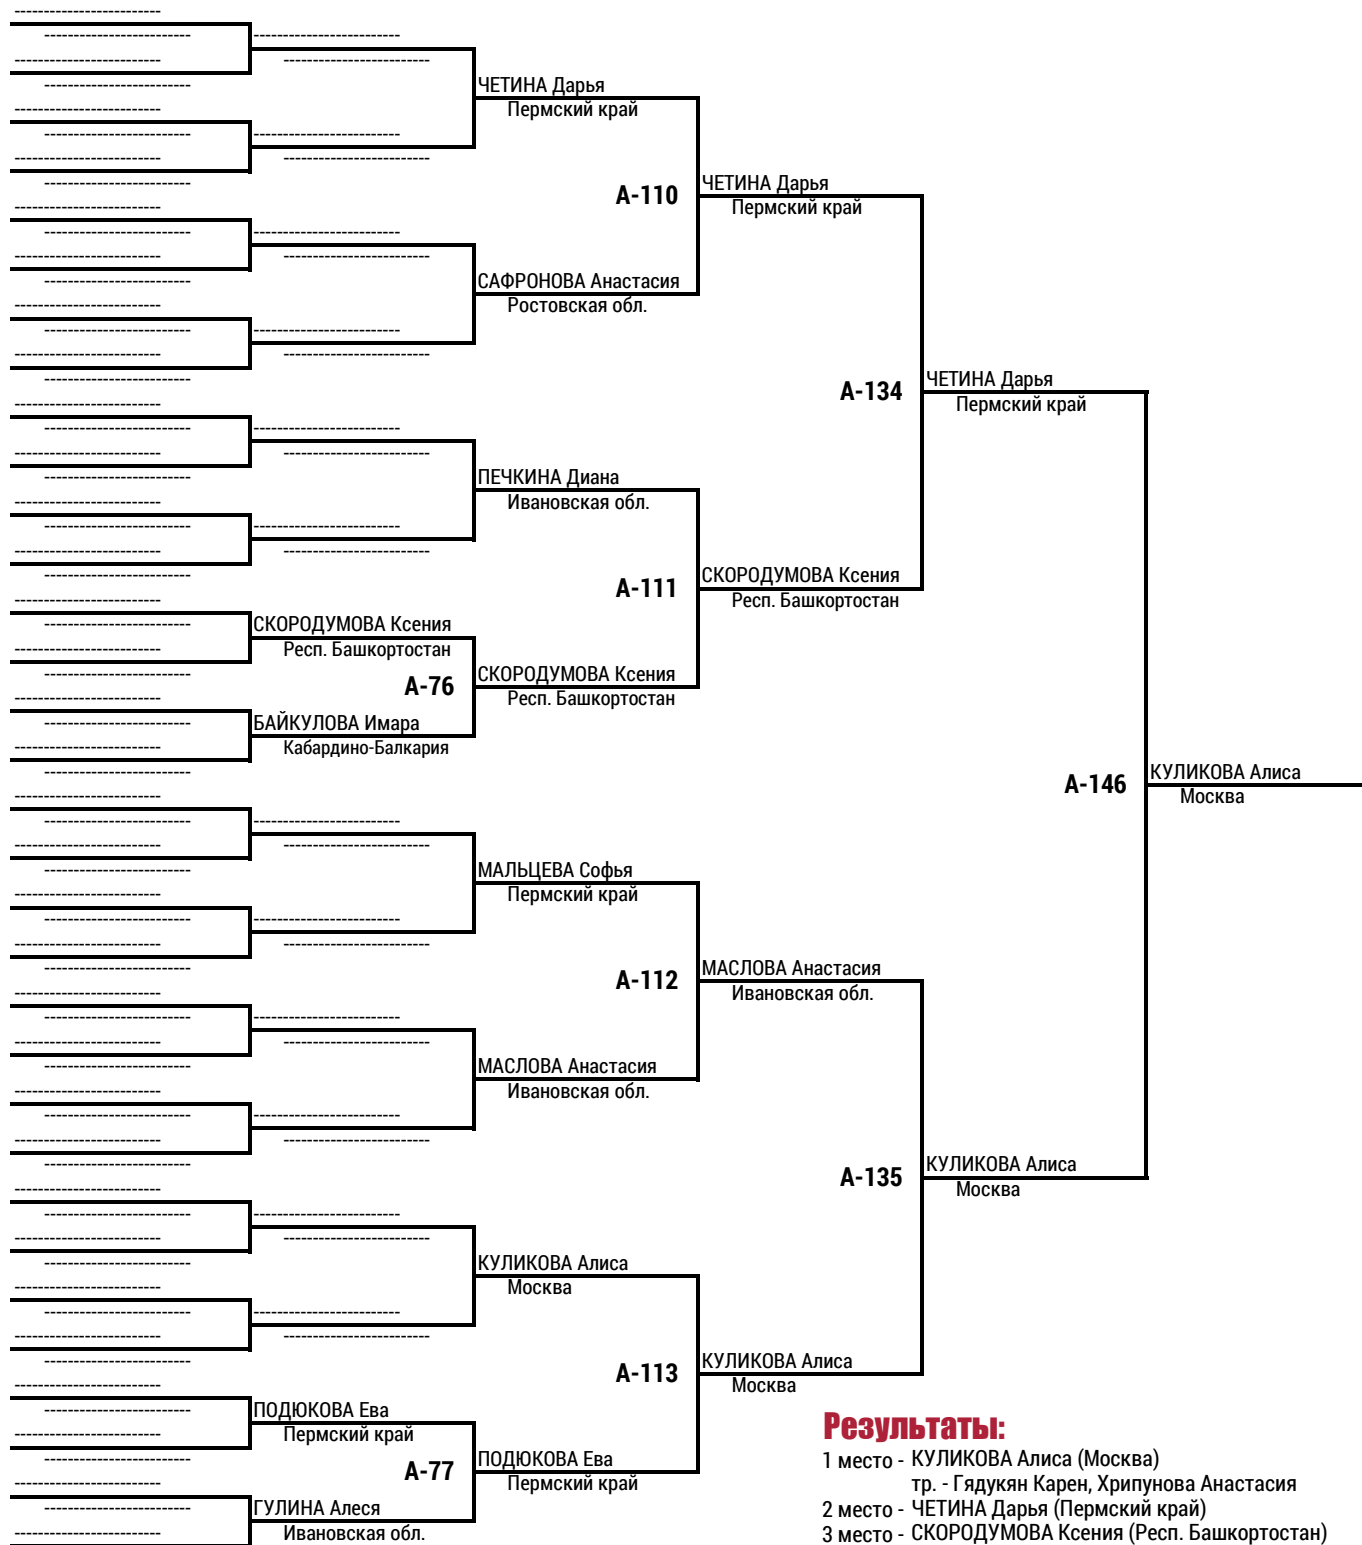 ЧЕТИНА Дарья
Пермский край
ЧЕТИНА Дарья
A-110
Пермский край
САФРОНОВА Анастасия
Ростовская обл.
ЧЕТИНА Дарья
A-134
Пермский край
ПЕЧКИНА Диана
Ивановская обл.
СКОРОДУМОВА Ксения
A-111
Респ. Башкортостан
СКОРОДУМОВА Ксения
Респ. Башкортостан
СКОРОДУМОВА Ксения
A-76
Респ. Башкортостан
БАЙКУЛОВА Имара
Кабардино-Балкария
КУЛИКОВА Алиса
A-146
Москва
МАЛЬЦЕВА Софья
Пермский край
МАСЛОВА Анастасия
A-112
Ивановская обл.
МАСЛОВА Анастасия
Ивановская обл.
КУЛИКОВА Алиса
A-135
Москва
КУЛИКОВА Алиса
Москва
КУЛИКОВА Алиса
A-113
Москва
ПОДЮКОВА Ева
Пермский край
ПОДЮКОВА Ева
A-77
Пермский край
ГУЛИНА Алеся
Ивановская обл.
Результаты:
1 место - КУЛИКОВА Алиса (Москва)
тр. - Гядукян Карен, Хрипунова Анастасия
2 место - ЧЕТИНА Дарья (Пермский край)
3 место - СКОРОДУМОВА Ксения (Респ. Башкортостан)